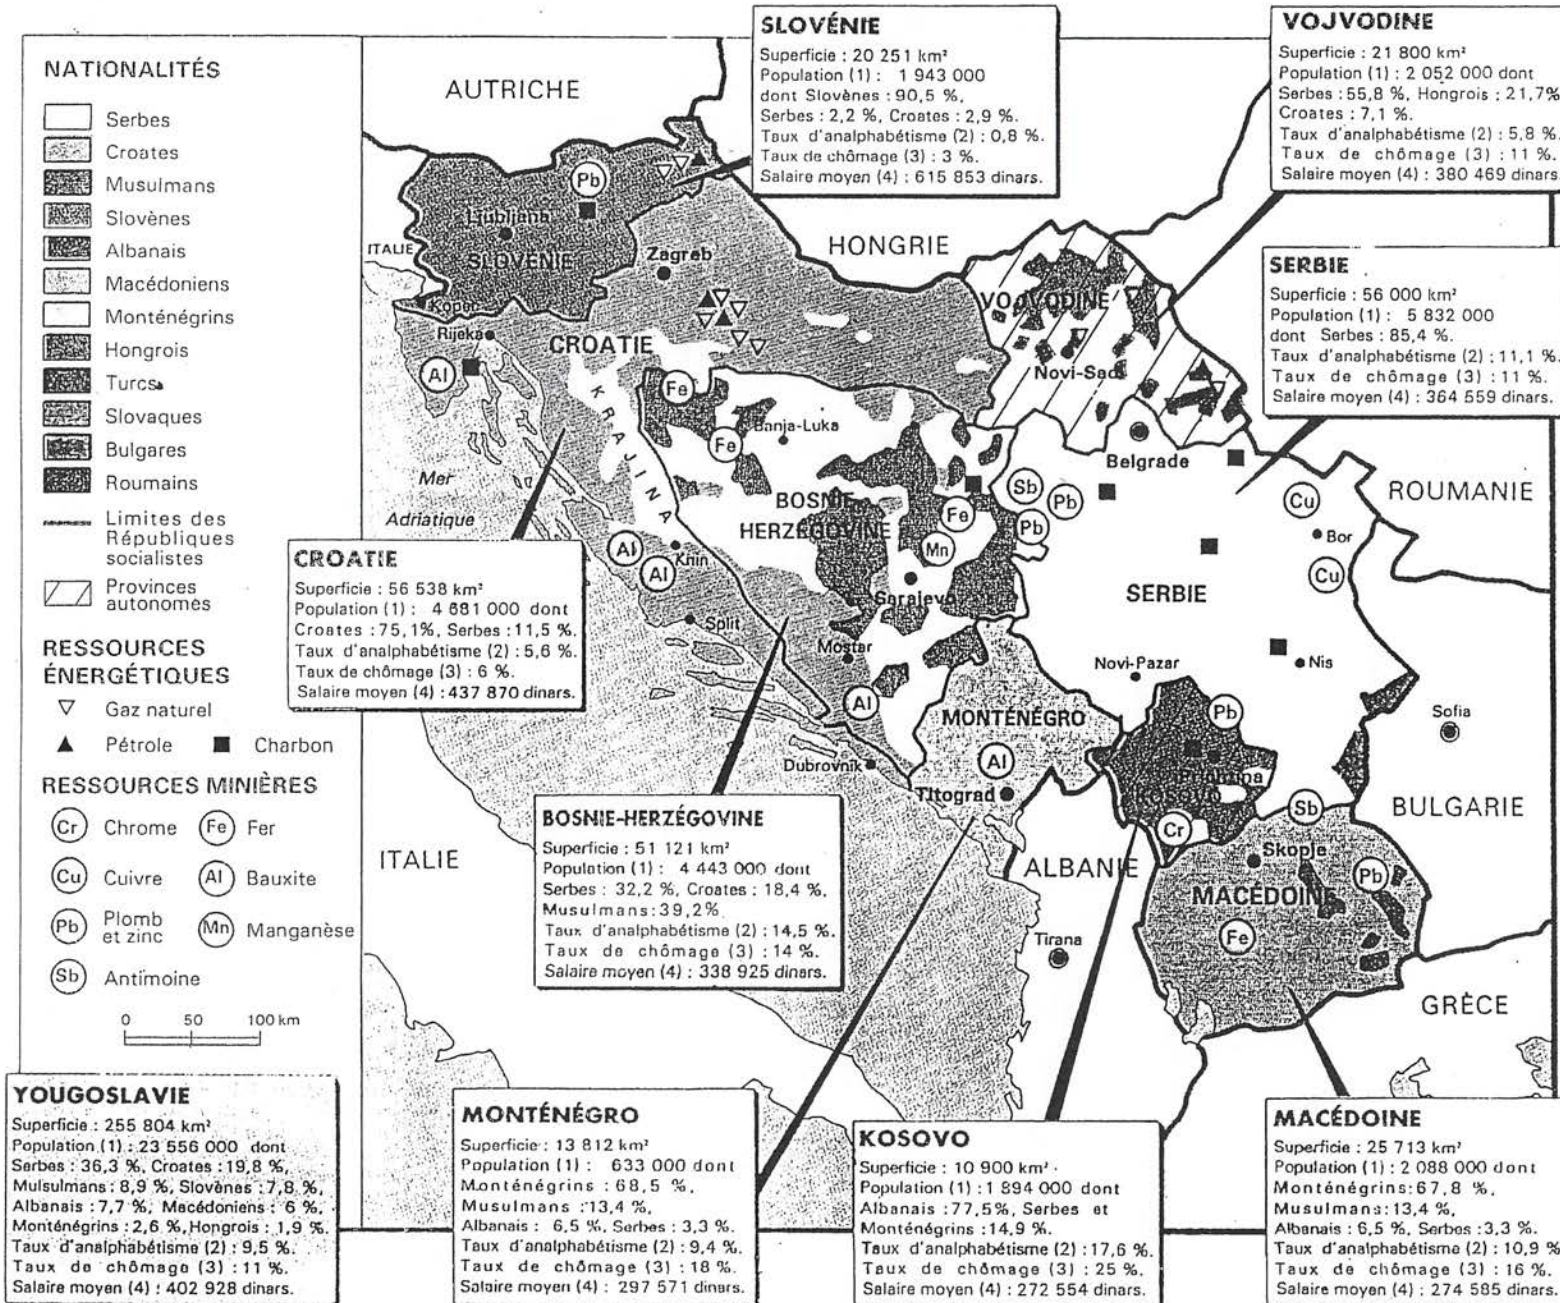 NATIONALITÉS
Serbes
Croates
Musulmans
Slovènes
Albanais
Macédoniens
Monténégrins
Hongrois
Turcs
Slovaques
Bulgares
Roumains
Limites des
Républiques
socialistes
Provinces
autonomes
RESSOURCES
ÉNERGÉTIQUES
Gaz naturel
Pétrole
Charbon
RESSOURCES MINIÈRES
Cr Chrome
Fe Fer
Cu Cuivre
Al Bauxite
Pb Plomb
et zinc
Mn Manganèse
Sb Antimoine
0 50 100 km
SLOVÉNIE
Superficie : 20 251 km²
Population (1) : 1 943 000
dont Slovènes : 90,5 %,
Serbes : 2,2 %, Croates : 2,9 %.
Taux d'analphabétisme (2) : 0,8 %.
Taux de chômage (3) : 3 %.
Salaire moyen (4) : 615 853 dinars.
VOJVODINE
Superficie : 21 800 km²
Population (1) : 2 052 000 dont
Serbes : 55,8 %, Hongrois : 21,7%
Croates : 7,1 %.
Taux d'analphabétisme (2) : 5,8 %.
Taux de chômage (3) : 11 %.
Salaire moyen (4) : 380 469 dinars.
SERBIE
Superficie : 56 000 km²
Population (1) : 5 832 000
dont Serbes : 85,4 %.
Taux d'analphabétisme (2) : 11,1 %.
Taux de chômage (3) : 11 %.
Salaire moyen (4) : 364 559 dinars.
CROATIE
Superficie : 56 538 km²
Population (1) : 4 681 000 dont
Croates : 75,1%, Serbes : 11,5 %.
Taux d'analphabétisme (2) : 5,6 %.
Taux de chômage (3) : 6 %.
Salaire moyen (4) : 437 870 dinars.
BOSNIE-HERZÉGOVINE
Superficie : 51 121 km²
Population (1) : 4 443 000 dont
Serbes : 32,2 %, Croates : 18,4 %.
Musulmans : 39,2%
Taux d'analphabétisme (2) : 14,5 %.
Taux de chômage (3) : 14 %.
Salaire moyen (4) : 338 925 dinars.
YOUGOSLAVIE
Superficie : 255 804 km²
Population (1) : 23 556 000 dont
Serbes : 36,3 %, Croates : 19,8 %,
Mulsulmans : 8,9 %, Slovènes : 7,8 %,
Albanais : 7,7 %, Macédoniens : 6 %,
Monténégrins : 2,6 %, Hongrois : 1,9 %.
Taux d'analphabétisme (2) : 9,5 %.
Taux de chômage (3) : 11 %.
Salaire moyen (4) : 402 928 dinars.
MONTÉNÉGRO
Superficie : 13 812 km²
Population (1) : 633 000 dont
Monténégrins : 68,5 %,
Musulmans : 13,4 %,
Albanais : 6,5 %, Serbes : 3,3 %.
Taux d'analphabétisme (2) : 9,4 %.
Taux de chômage (3) : 18 %.
Salaire moyen (4) : 297 571 dinars.
KOSOVO
Superficie : 10 900 km²
Population (1) : 1 894 000 dont
Albanais : 77,5%, Serbes et
Monténégrins : 14,9 %.
Taux d'analphabétisme (2) : 17,6 %.
Taux de chômage (3) : 25 %.
Salaire moyen (4) : 272 554 dinars.
MACÉDOINE
Superficie : 25 713 km²
Population (1) : 2 088 000 dont
Monténégrins : 67,8 %,
Musulmans : 13,4 %,
Albanais : 6,5 %, Serbes : 3,3 %.
Taux d'analphabétisme (2) : 10,9 %
Taux de chômage (3) : 16 %.
Salaire moyen (4) : 274 585 dinars.
AUTRICHE
Pb
Ljubljana
SLOVÉNIE
ITALIE
Koper
Rijeka
Zagreb
HONGRIE
VOJVODINE
Novi-Sad
CROATIE
KRAJINA
Al
Fe
Fe
Banja-Luka
BOSNIE
HERZÉGOVINE
Fe
Mn
Sb
Pb
Pb
Belgrade
Cu
Bor
Cu
ROUMANIE
Mer
Adriatique
Al
Al
Knin
Split
Sarajevo
Mostar
Al
Dubrovnik
SERBIE
Novi-Pazar
Nis
MONTÉNÉGRO
Al
Titograd
Pb
Prichtina
KOSOVO
Cr
Sb
Sofia
BULGARIE
ITALIE
ALBANIE
Tirana
Skopje
MACÉDOINE
Pb
Fe
GRÈCE